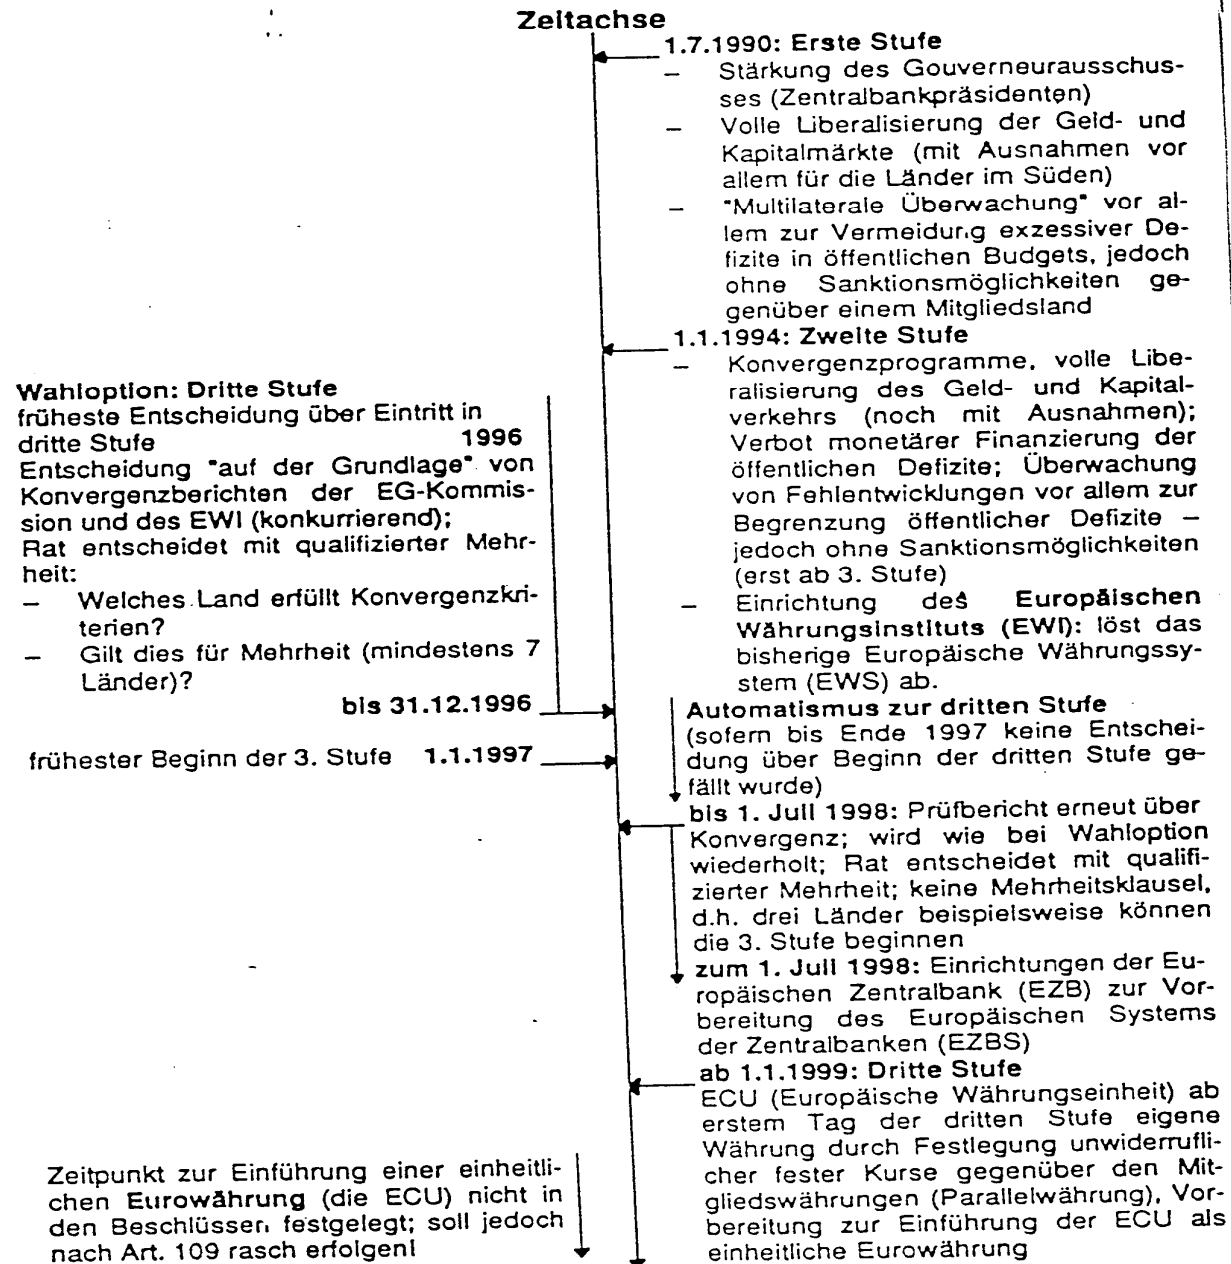 Zeitachse
1.7.1990: Erste Stufe
– Stärkung des Gouverneurausschus-
ses (Zentralbankpräsidenten)
– Volle Liberalisierung der Geld- und
Kapitalmärkte (mit Ausnahmen vor
allem für die Länder im Süden)
– "Multilaterale Überwachung" vor al-
lem zur Vermeidung exzessiver De-
fizite in öffentlichen Budgets, jedoch
ohne Sanktionsmöglichkeiten ge-
genüber einem Mitgliedsland
1.1.1994: Zweite Stufe
– Konvergenzprogramme, volle Libe-
ralisierung des Geld- und Kapital-
verkehrs (noch mit Ausnahmen);
Verbot monetärer Finanzierung der
öffentlichen Defizite; Überwachung
von Fehlentwicklungen vor allem zur
Begrenzung öffentlicher Defizite –
jedoch ohne Sanktionsmöglichkeiten
(erst ab 3. Stufe)
– Einrichtung des Europäischen
Währungsinstituts (EWI): löst das
bisherige Europäische Währungssy-
stem (EWS) ab.
Wahloption: Dritte Stufe
früheste Entscheidung über Eintritt in
dritte Stufe 1996
Entscheidung "auf der Grundlage" von
Konvergenzberichten der EG-Kommis-
sion und des EWI (konkurrierend);
Rat entscheidet mit qualifizierter Mehr-
heit:
– Welches Land erfüllt Konvergenzkri-
terien?
– Gilt dies für Mehrheit (mindestens 7
Länder)?
bis 31.12.1996
frühester Beginn der 3. Stufe 1.1.1997
Automatismus zur dritten Stufe
(sofern bis Ende 1997 keine Entschei-
dung über Beginn der dritten Stufe ge-
fällt wurde)
bis 1. Juli 1998: Prüfbericht erneut über
Konvergenz; wird wie bei Wahloption
wiederholt; Rat entscheidet mit qualifi-
zierter Mehrheit; keine Mehrheitsklausel,
d.h. drei Länder beispielsweise können
die 3. Stufe beginnen
zum 1. Juli 1998: Einrichtungen der Eu-
ropäischen Zentralbank (EZB) zur Vor-
bereitung des Europäischen Systems
der Zentralbanken (EZBS)
ab 1.1.1999: Dritte Stufe
ECU (Europäische Währungseinheit) ab
erstem Tag der dritten Stufe eigene
Währung durch Festlegung unwiderrufli-
cher fester Kurse gegenüber den Mit-
gliedswährungen (Parallelwährung), Vor-
bereitung zur Einführung der ECU als
einheitliche Eurowährung
Zeitpunkt zur Einführung einer einheitli-
chen Eurowährung (die ECU) nicht in
den Beschlüssen festgelegt; soll jedoch
nach Art. 109 rasch erfolgen!